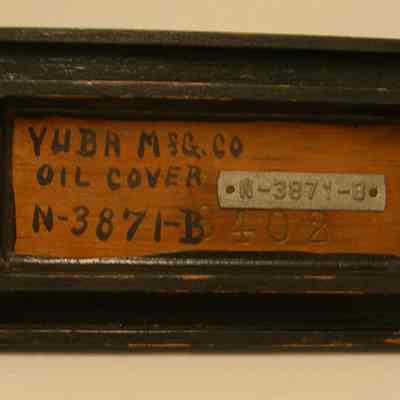 YUBA MFG. CO
OIL COVER
N-3871-B
N-3871-B
402